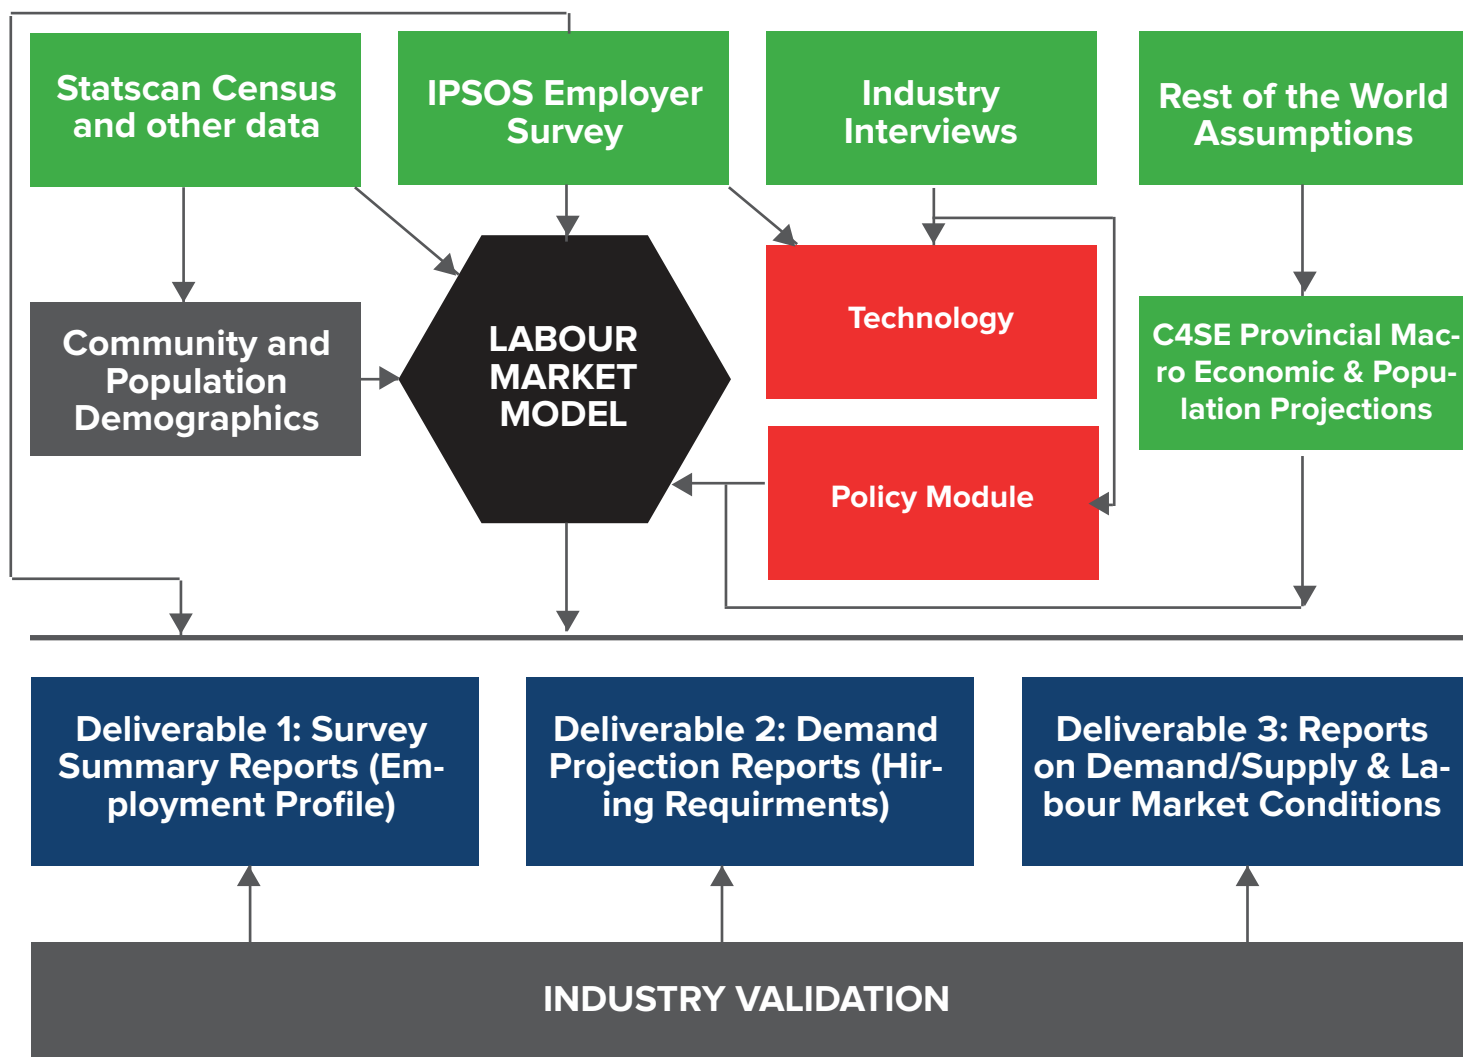 Statscan Census
and other data
IPSOS Employer
Survey
Industry
Interviews
Rest of the World
Assumptions
Community and
Population
Demographics
LABOUR
MARKET
MODEL
Technology
C4SE Provincial Mac-
ro Economic & Popu-
lation Projections
Policy Module
Deliverable 1: Survey
Summary Reports (Em-
ployment Profile)
Deliverable 2: Demand
Projection Reports (Hir-
ing Requirments)
Deliverable 3: Reports
on Demand/Supply & La-
bour Market Conditions
INDUSTRY VALIDATION